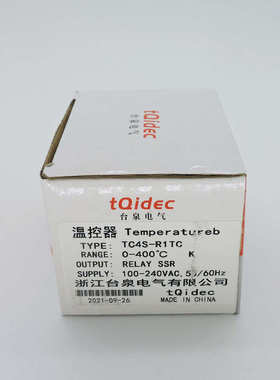 tQidec
tQidec
台泉电气
温控器 Temperatureb
TYPE: TC4S-R1TC
RANGE: 0-400℃ K
OUTPUT: RELAY SSR
SUPPLY: 100-240VAC,50/60Hz
浙江台泉电气有限公司
tQidec
2021-09-26
MADE IN CHINA